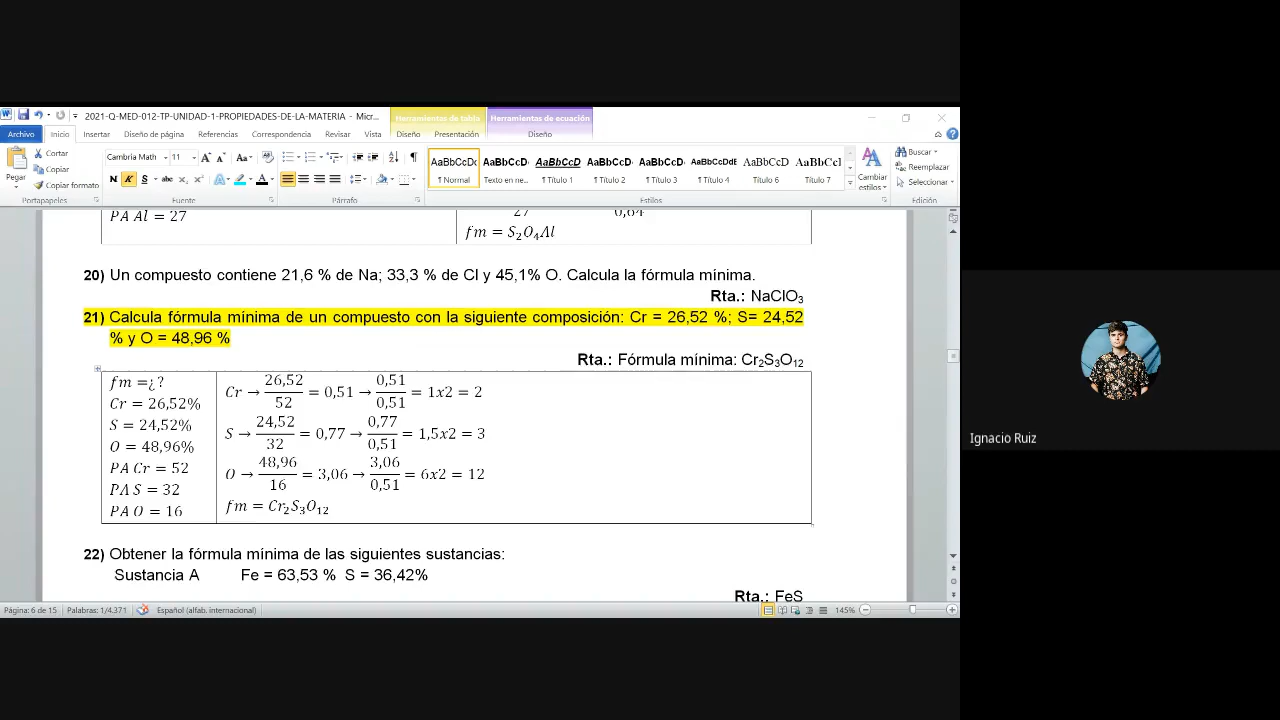 2021-Q-MED-012-TP-UNIDAD-1-PROPIEDADES-DE-LA-MATERIA - Micr...
Herramientas de tabla
Herramientas de ecuación
Archivo Inicio Insertar Diseño de página Referencias Correspondencia Revisar Vista Diseño Presentación Diseño
Pegar
Cortar
Copiar
Copiar formato
Portapapeles
Cambria Math 11
N K S abc
Fuente
Párrafo
AaBbCcDc AaBbCcD AaBbCcD AaBbCcD AaBbCcD AaBbCcDdE AaBbCcD AaBbCcI
¶ Normal Texto en ne... ¶ Título 1 ¶ Título 2 ¶ Título 3 ¶ Título 4 Título 6 Título 7
Estilos
Cambiar estilos
Buscar
Reemplazar
Seleccionar
Edición
PA Al = 27
27 0,64
fm = S₂O₄Al
20) Un compuesto contiene 21,6 % de Na; 33,3 % de Cl y 45,1% O. Calcula la fórmula mínima.
Rta.: NaClO₃
21) Calcula fórmula mínima de un compuesto con la siguiente composición: Cr = 26,52 %; S= 24,52
% y O = 48,96 %
Rta.: Fórmula mínima: Cr₂S₃O₁₂
fm =¿?
Cr = 26,52%
S = 24,52%
O = 48,96%
PA Cr = 52
PA S = 32
PA O = 16
Cr → 26,52/52 = 0,51 → 0,51/0,51 = 1x2 = 2
S → 24,52/32 = 0,77 → 0,77/0,51 = 1,5x2 = 3
O → 48,96/16 = 3,06 → 3,06/0,51 = 6x2 = 12
fm = Cr₂S₃O₁₂
22) Obtener la fórmula mínima de las siguientes sustancias:
Sustancia A Fe = 63,53 % S = 36,42%
Rta.: FeS
Página: 6 de 15 Palabras: 1/4.371 Español (alfab. internacional) 145%
Ignacio Ruiz